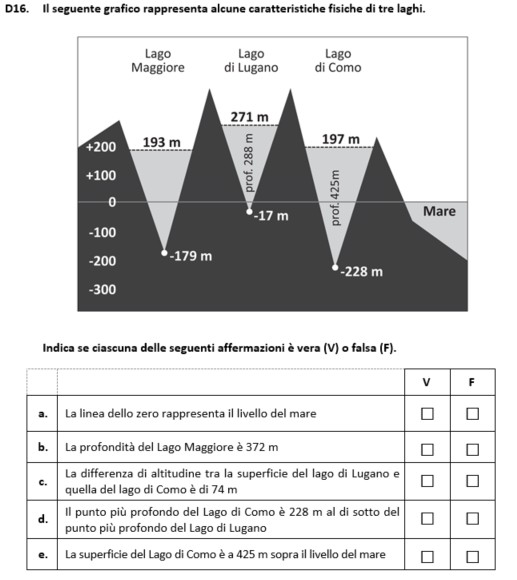 D16. Il seguente grafico rappresenta alcune caratteristiche fisiche di tre laghi.
Lago
Maggiore
Lago
di Lugano
Lago
di Como
271 m
193 m
197 m
prof. 288 m
prof. 425m
+200
+100
0
-100
-200
-300
Mare
-17 m
-179 m
-228 m
Indica se ciascuna delle seguenti affermazioni è vera (V) o falsa (F).
V F
a. La linea dello zero rappresenta il livello del mare
b. La profondità del Lago Maggiore è 372 m
c. La differenza di altitudine tra la superficie del lago di Lugano e
quella del lago di Como è di 74 m
d. Il punto più profondo del Lago di Como è 228 m al di sotto del
punto più profondo del Lago di Lugano
e. La superficie del Lago di Como è a 425 m sopra il livello del mare